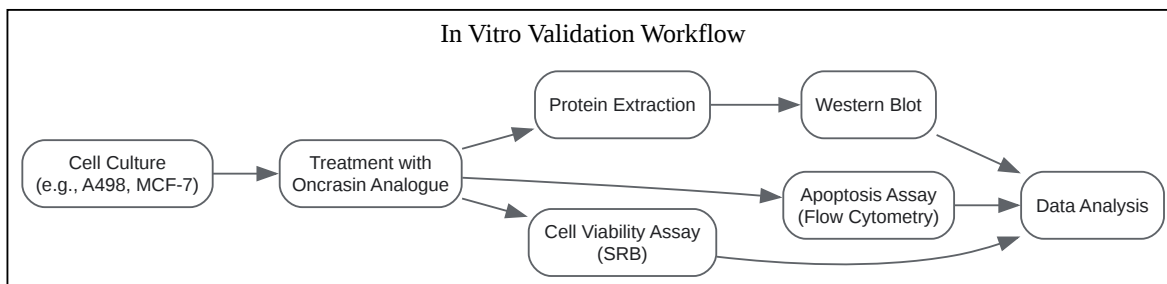 In Vitro Validation Workflow
Protein Extraction
Western Blot
Cell Culture
(e.g., A498, MCF-7)
Treatment with
Oncrasin Analogue
Apoptosis Assay
(Flow Cytometry)
Data Analysis
Cell Viability Assay
(SRB)